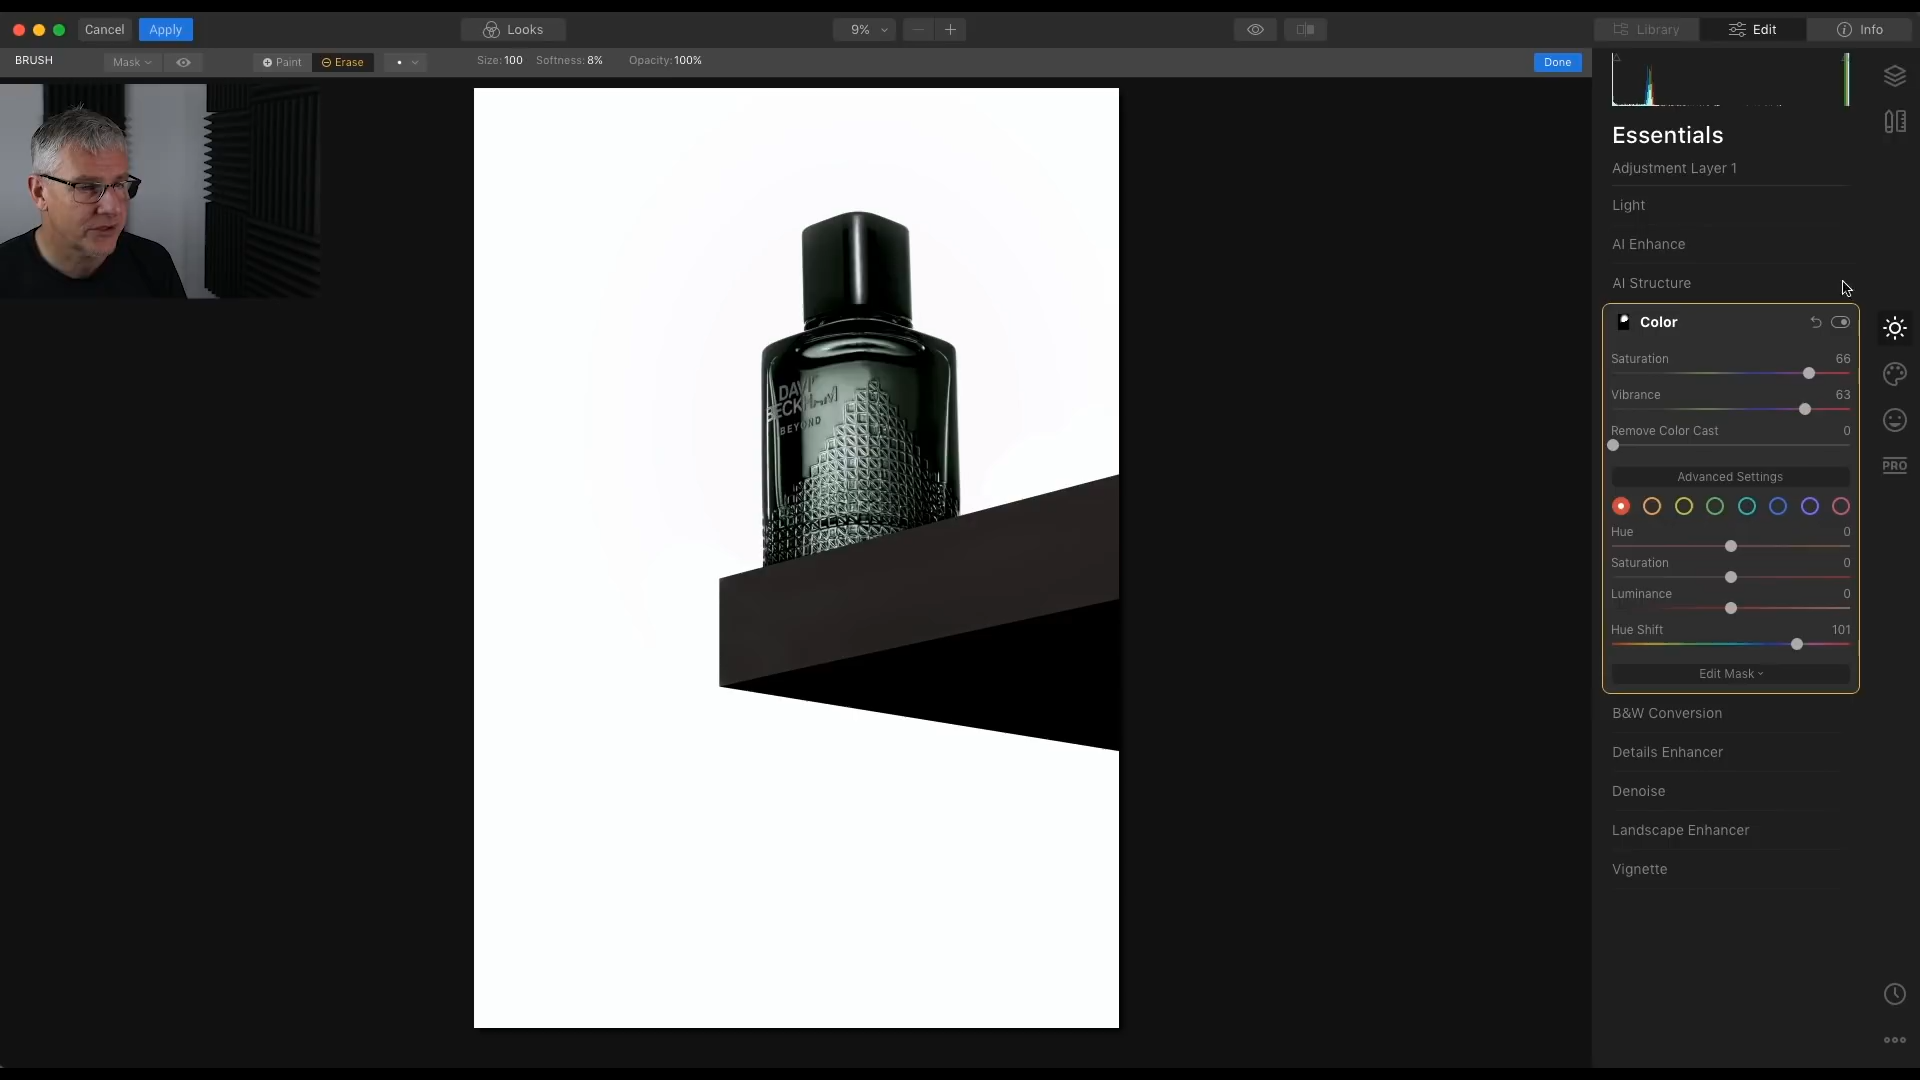 Cancel
Apply
Looks
9%
Library
Edit
Info
BRUSH
Mask
Paint
Erase
Size: 100
Softness: 8%
Opacity: 100%
Done
DAVID
BECKHAM
BEYOND
Essentials
Adjustment Layer 1
Light
AI Enhance
AI Structure
Color
Saturation 66
Vibrance 63
Remove Color Cast 0
Advanced Settings
Hue 0
Saturation 0
Luminance 0
Hue Shift 101
Edit Mask
B&W Conversion
Details Enhancer
Denoise
Landscape Enhancer
Vignette
PRO